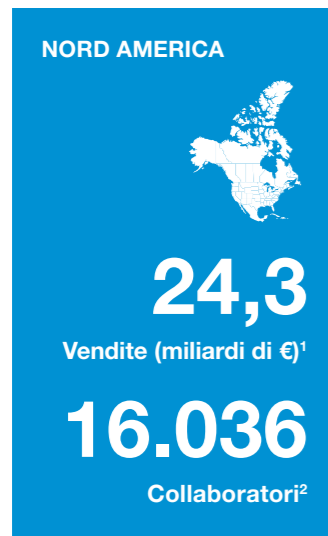 NORD AMERICA
24,3
Vendite (miliardi di €)¹
16.036
Collaboratori²